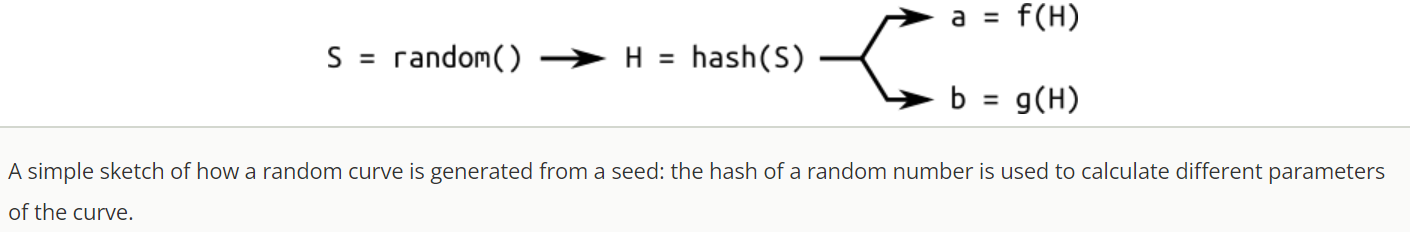 a = f(H)
S = random() H = hash(S)
b = g(H)
A simple sketch of how a random curve is generated from a seed: the hash of a random number is used to calculate different parameters
of the curve.